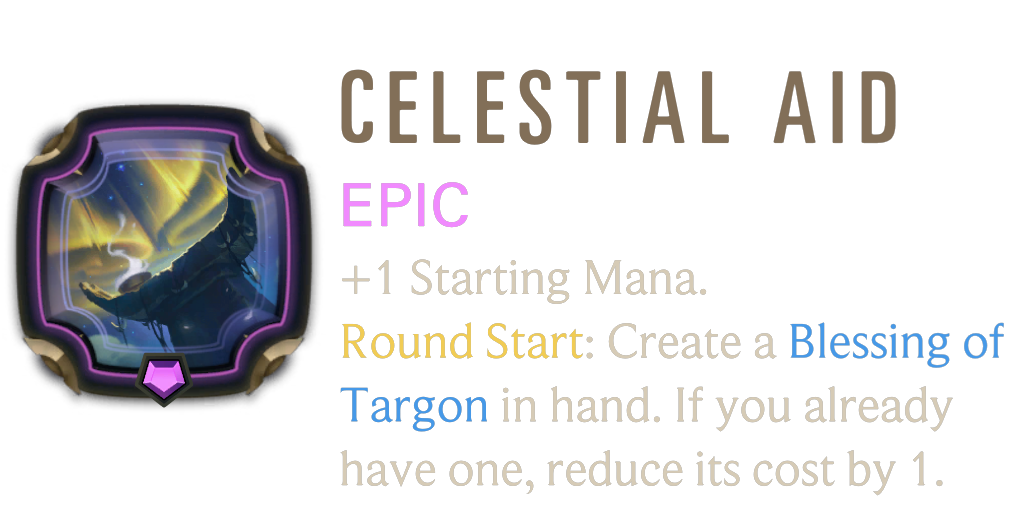 CELESTIAL AID
EPIC
+1 Starting Mana.
Round Start: Create a Blessing of
Targon in hand. If you already
have one, reduce its cost by 1.